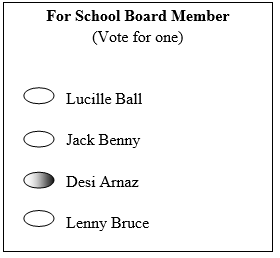 For School Board Member
(Vote for one)
Lucille Ball
Jack Benny
Desi Arnaz
Lenny Bruce